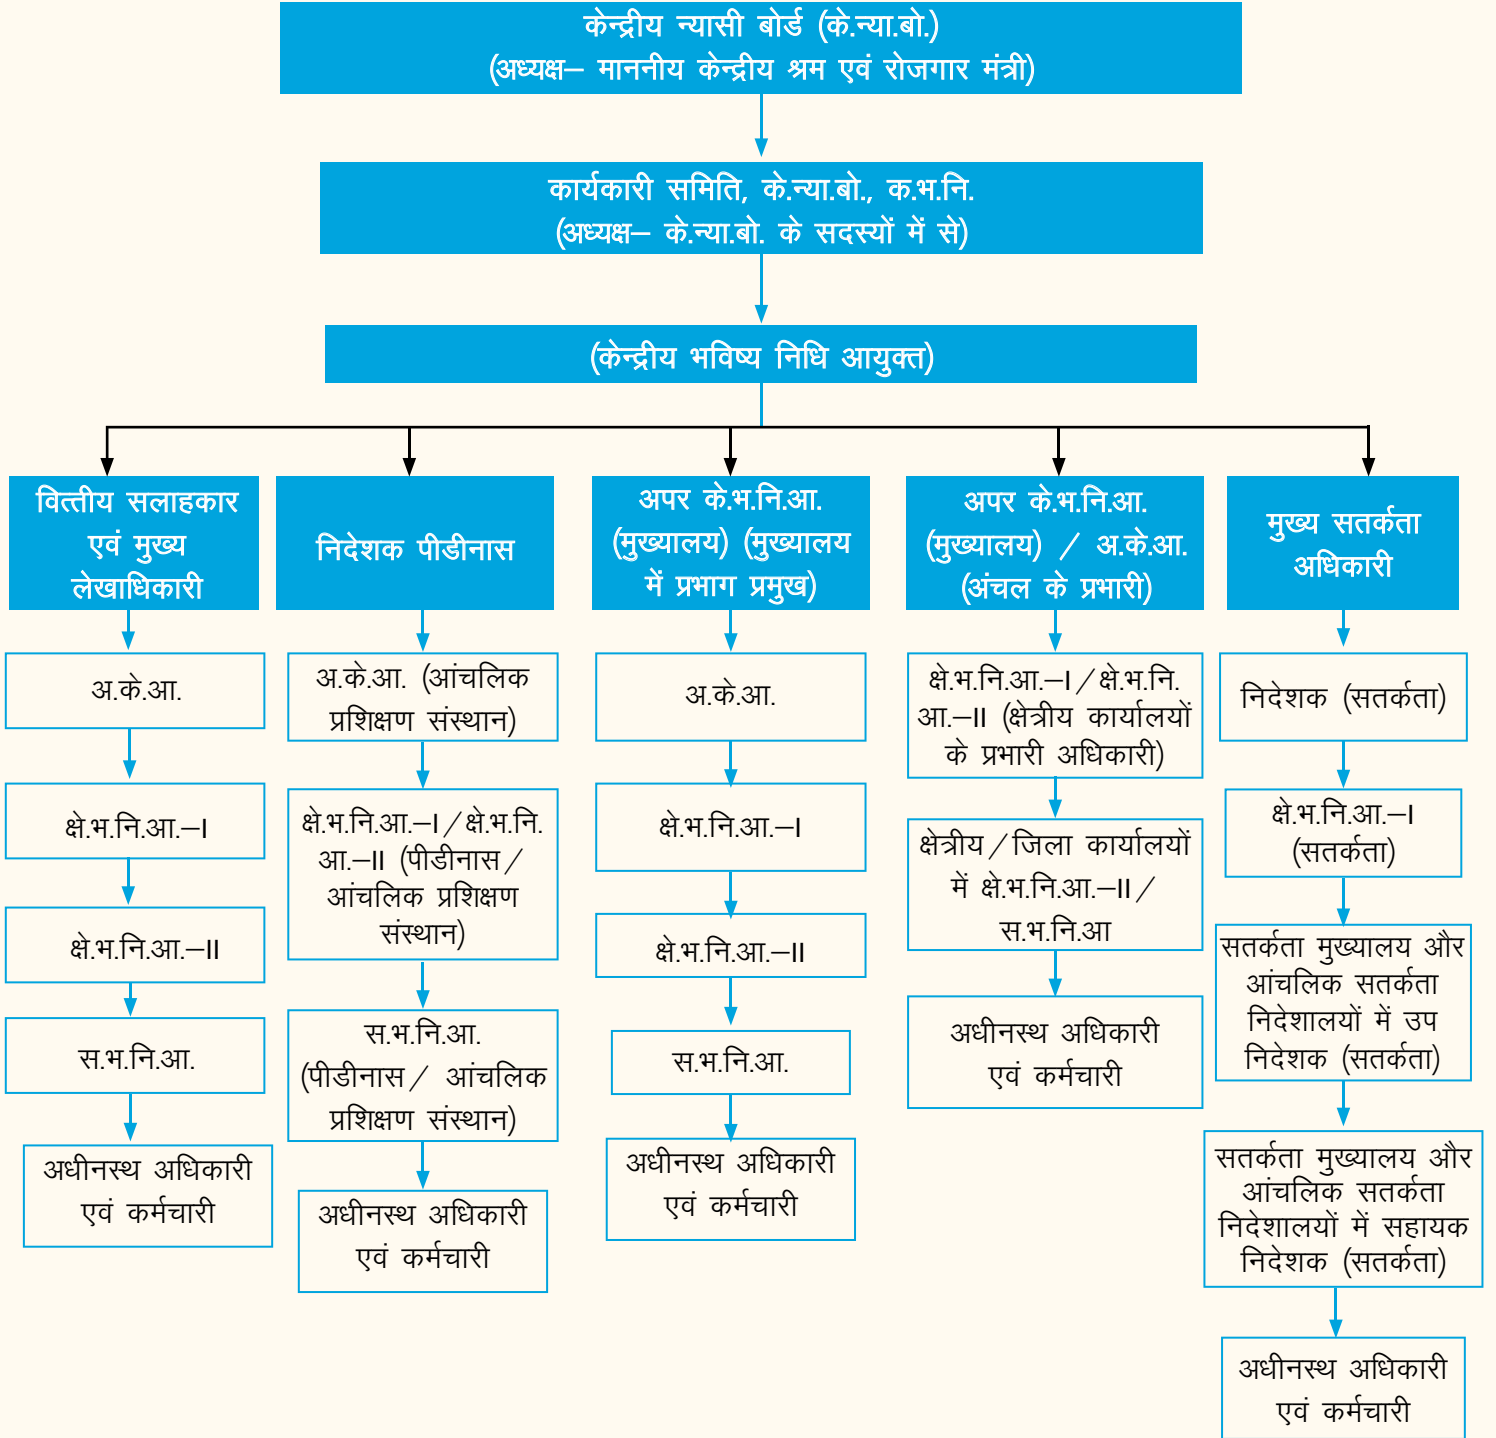 केन्द्रीय न्यासी बोर्ड (के.न्या.बो.)
(अध्यक्ष– माननीय केन्द्रीय श्रम एवं रोजगार मंत्री)
कार्यकारी समिति, के.न्या.बो., क.भ.नि.
(अध्यक्ष– के.न्या.बो. के सदस्यों में से)
(केन्द्रीय भविष्य निधि आयुक्त)
वित्तीय सलाहकार
एवं मुख्य
लेखाधिकारी
अ.के.आ.
क्षे.भ.नि.आ.–I
क्षे.भ.नि.आ.–II
स.भ.नि.आ.
अधीनस्थ अधिकारी
एवं कर्मचारी
निदेशक पीडीनास
अ.के.आ. (आंचलिक
प्रशिक्षण संस्थान)
क्षे.भ.नि.आ.–I/क्षे.भ.नि.
आ.–II (पीडीनास/
आंचलिक प्रशिक्षण
संस्थान)
स.भ.नि.आ.
(पीडीनास/ आंचलिक
प्रशिक्षण संस्थान)
अधीनस्थ अधिकारी
एवं कर्मचारी
अपर के.भ.नि.आ.
(मुख्यालय) (मुख्यालय
में प्रभाग प्रमुख)
अ.के.आ.
क्षे.भ.नि.आ.–I
क्षे.भ.नि.आ.–II
स.भ.नि.आ.
अधीनस्थ अधिकारी
एवं कर्मचारी
अपर के.भ.नि.आ.
(मुख्यालय) / अ.के.आ.
(अंचल के प्रभारी)
क्षे.भ.नि.आ.–I/क्षे.भ.नि.
आ.–II (क्षेत्रीय कार्यालयों
के प्रभारी अधिकारी)
क्षेत्रीय/जिला कार्यालयों
में क्षे.भ.नि.आ.–II/
स.भ.नि.आ
अधीनस्थ अधिकारी
एवं कर्मचारी
मुख्य सतर्कता
अधिकारी
निदेशक (सतर्कता)
क्षे.भ.नि.आ.–I
(सतर्कता)
सतर्कता मुख्यालय और
आंचलिक सतर्कता
निदेशालयों में उप
निदेशक (सतर्कता)
सतर्कता मुख्यालय और
आंचलिक सतर्कता
निदेशालयों में सहायक
निदेशक (सतर्कता)
अधीनस्थ अधिकारी
एवं कर्मचारी